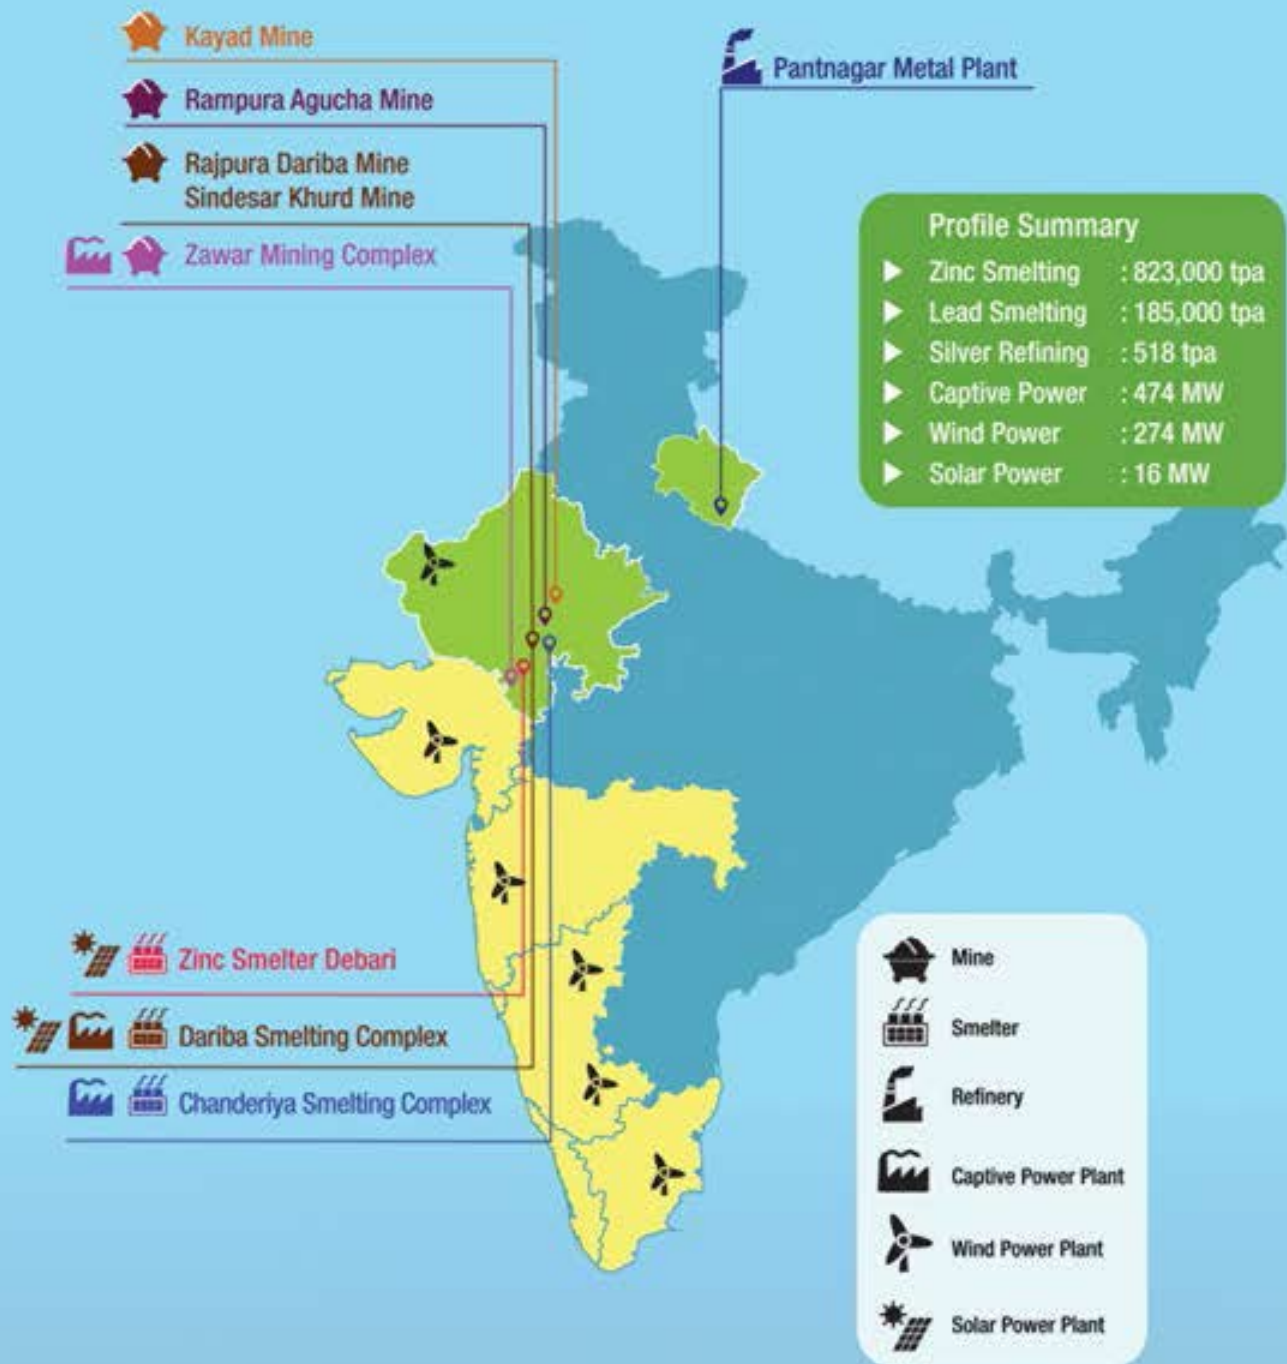 Kayad Mine
Rampura Agucha Mine
Rajpura Dariba Mine
Sindesar Khurd Mine
Zawar Mining Complex
Pantnagar Metal Plant
Profile Summary
Zinc Smelting : 823,000 tpa
Lead Smelting : 185,000 tpa
Silver Refining : 518 tpa
Captive Power : 474 MW
Wind Power : 274 MW
Solar Power : 16 MW
Zinc Smelter Debari
Dariba Smelting Complex
Chanderiya Smelting Complex
Mine
Smelter
Refinery
Captive Power Plant
Wind Power Plant
Solar Power Plant